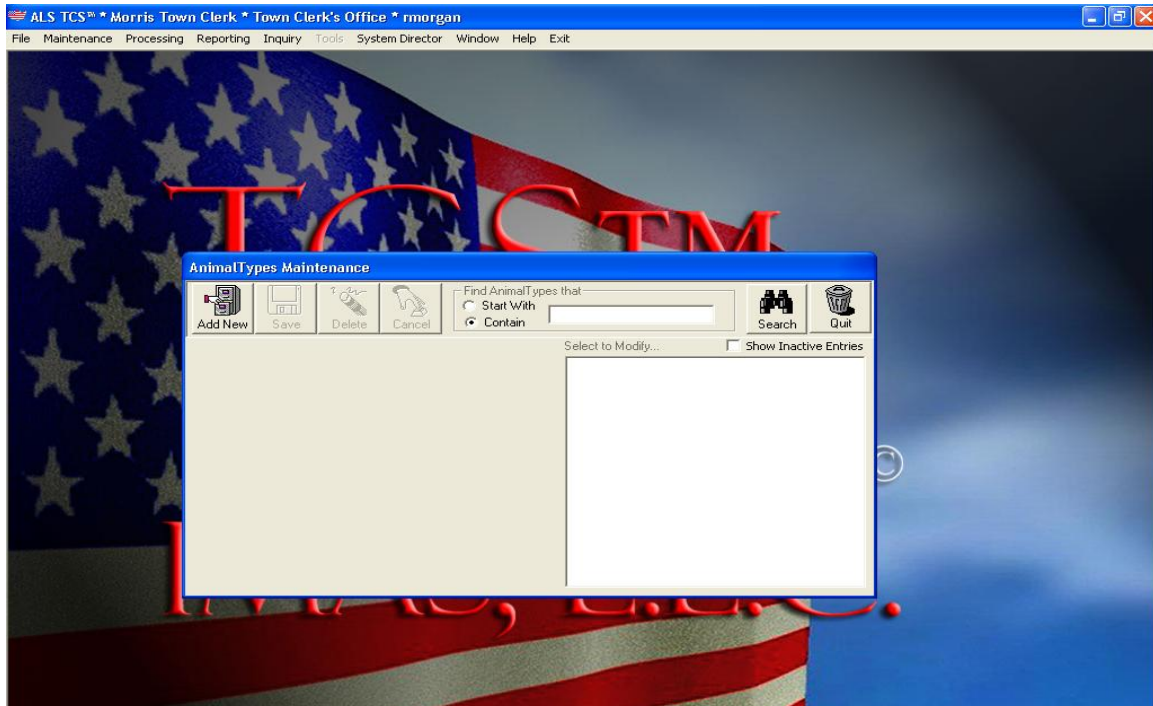 ALS TCS™ * Morris Town Clerk * Town Clerk's Office * rmorgan
File Maintenance Processing Reporting Inquiry Tools System Director Window Help Exit
TCSTM
AnimalTypes Maintenance
Add New Save Delete Cancel
Find AnimalTypes that
Start With
Contain
Search Quit
Select to Modify... Show Inactive Entries
©